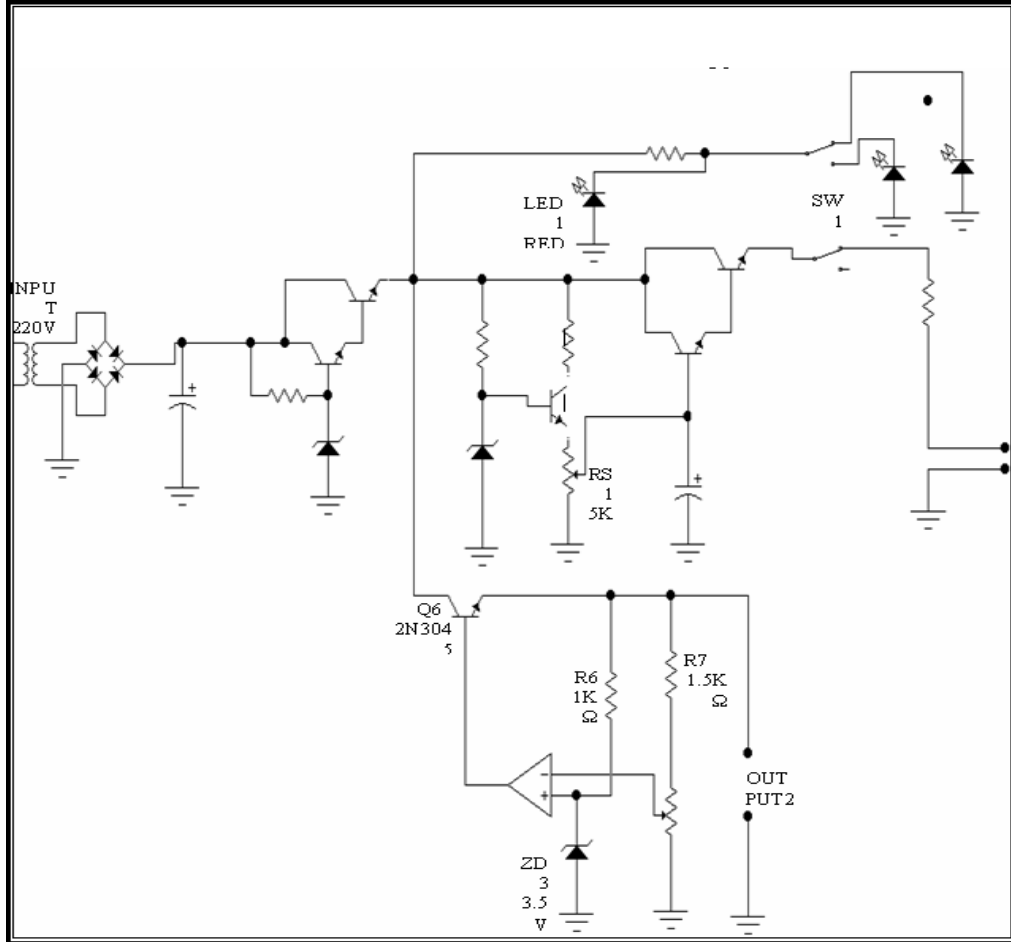 LED
1
RED
SW
1
INPU
T
220V
RS
1
5K
Q6
2N304
5
R6
1K
Ω
R7
1.5K
Ω
OUT
PUT2
ZD
3
3.5
V